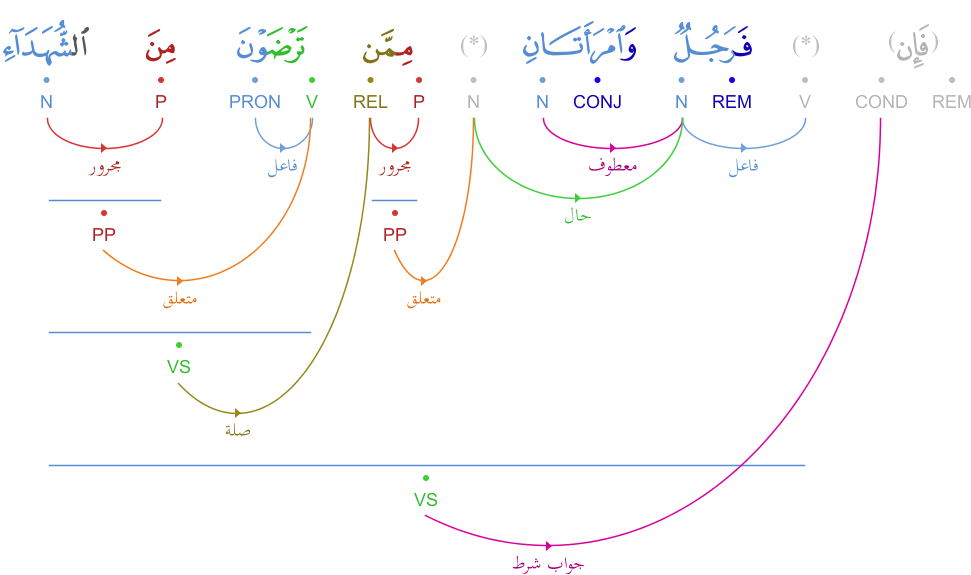 (فَإِن) (*) فَرَجُلٌ وَٱمْرَأَتَانِ (*) مِمَّن تَرْضَوْنَ مِنَ ٱلشُّهَدَآءِ
REM COND V REM N CONJ N N P REL V PRON P N
فاعل معطوف مجرور فاعل مجرور
حال
PP PP
متعلق متعلق
VS
صلة
VS
جواب شرط